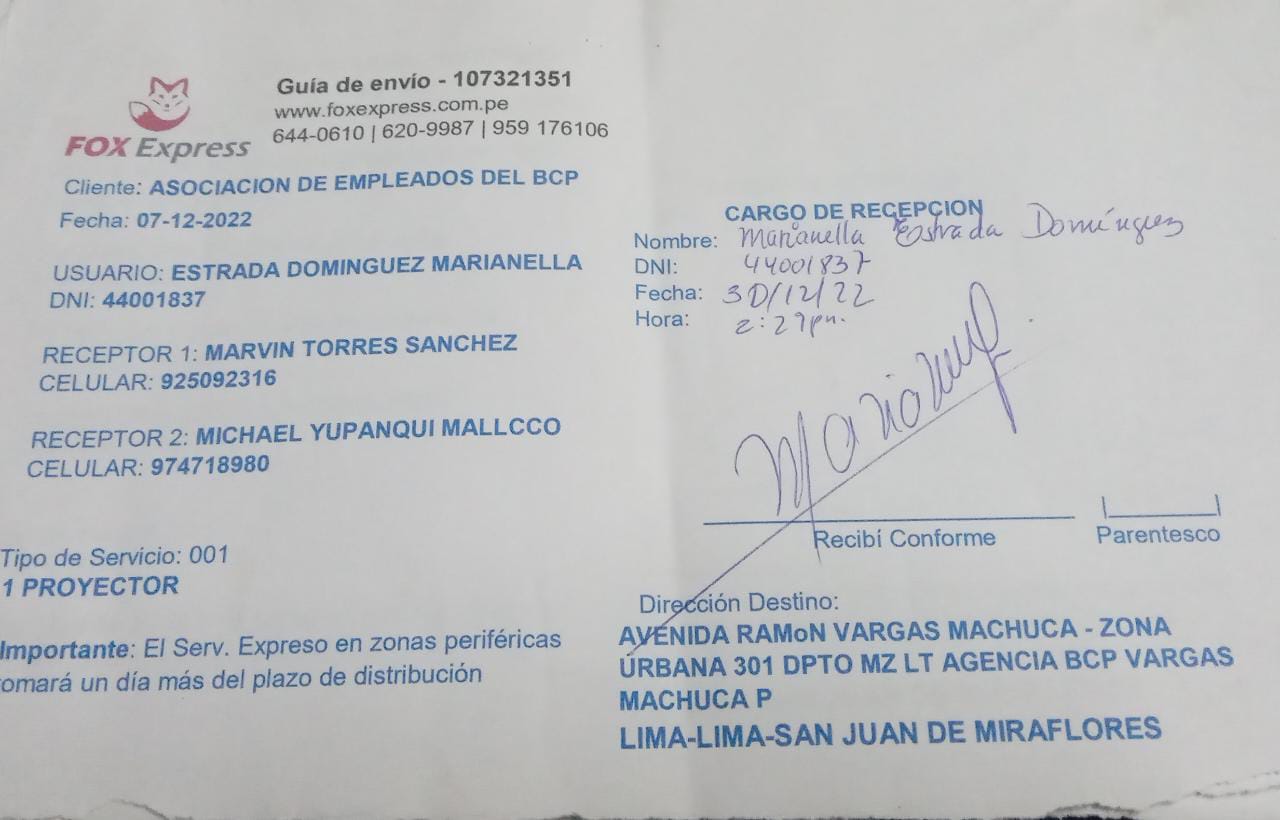 FOX Express
Guía de envío - 107321351
www.foxexpress.com.pe
644-0610 | 620-9987 | 959 176106
Cliente: ASOCIACION DE EMPLEADOS DEL BCP
Fecha: 07-12-2022
USUARIO: ESTRADA DOMINGUEZ MARIANELLA
DNI: 44001837
RECEPTOR 1: MARVIN TORRES SANCHEZ
CELULAR: 925092316
RECEPTOR 2: MICHAEL YUPANQUI MALLCCO
CELULAR: 974718980
Tipo de Servicio: 001
1 PROYECTOR
Importante: El Serv. Expreso en zonas periféricas
omará un día más del plazo de distribución
CARGO DE RECEPCION
Nombre: Marianella Estrada Domínguez
DNI: 44001837
Fecha: 30/12/22
Hora: 2:29pm.
Recibí Conforme
Parentesco
Dirección Destino:
AVENIDA RAMoN VARGAS MACHUCA - ZONA
URBANA 301 DPTO MZ LT AGENCIA BCP VARGAS
MACHUCA P
LIMA-LIMA-SAN JUAN DE MIRAFLORES